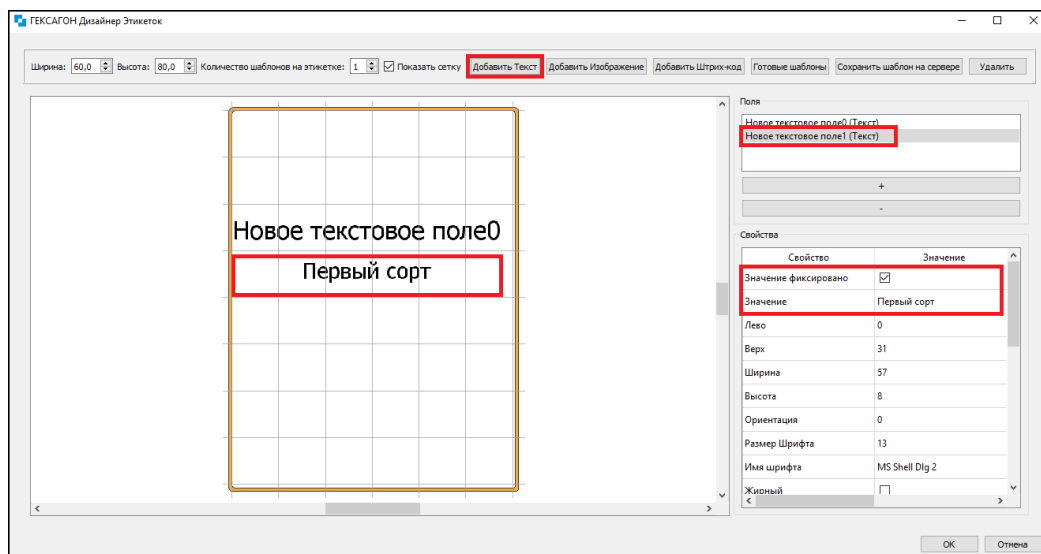 ГЕКСАГОН Дизайнер Этикеток
Ширина: 60,0 Высота: 80,0 Количество шаблонов на этикетке: 1 Показать сетку Добавить Текст Добавить Изображение Добавить Штрих-код Готовые шаблоны Сохранить шаблон на сервере Удалить
Новое текстовое поле0
Первый сорт
Поля
Новое текстовое поле0 (Текст)
Новое текстовое поле1 (Текст)
+
-
Свойства
Свойство Значение
Значение фиксировано
Значение Первый сорт
Лево 0
Верх 31
Ширина 57
Высота 8
Ориентация 0
Размер Шрифта 13
Имя шрифта MS Shell Dlg 2
Жирный
OK Отмена